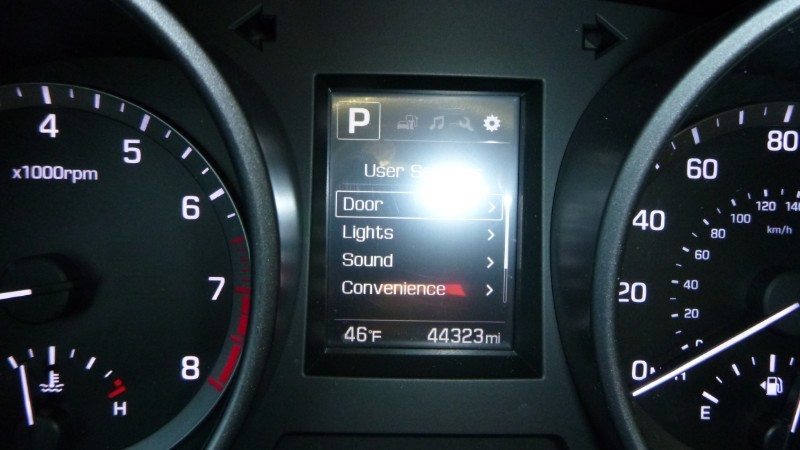 P
User
Door
Lights
Sound
Convenience
46°F 44323mi
4
5
6
7
8
x1000rpm
H
0
20
40
60
80
20
40
60
80
100
120
km/h
E